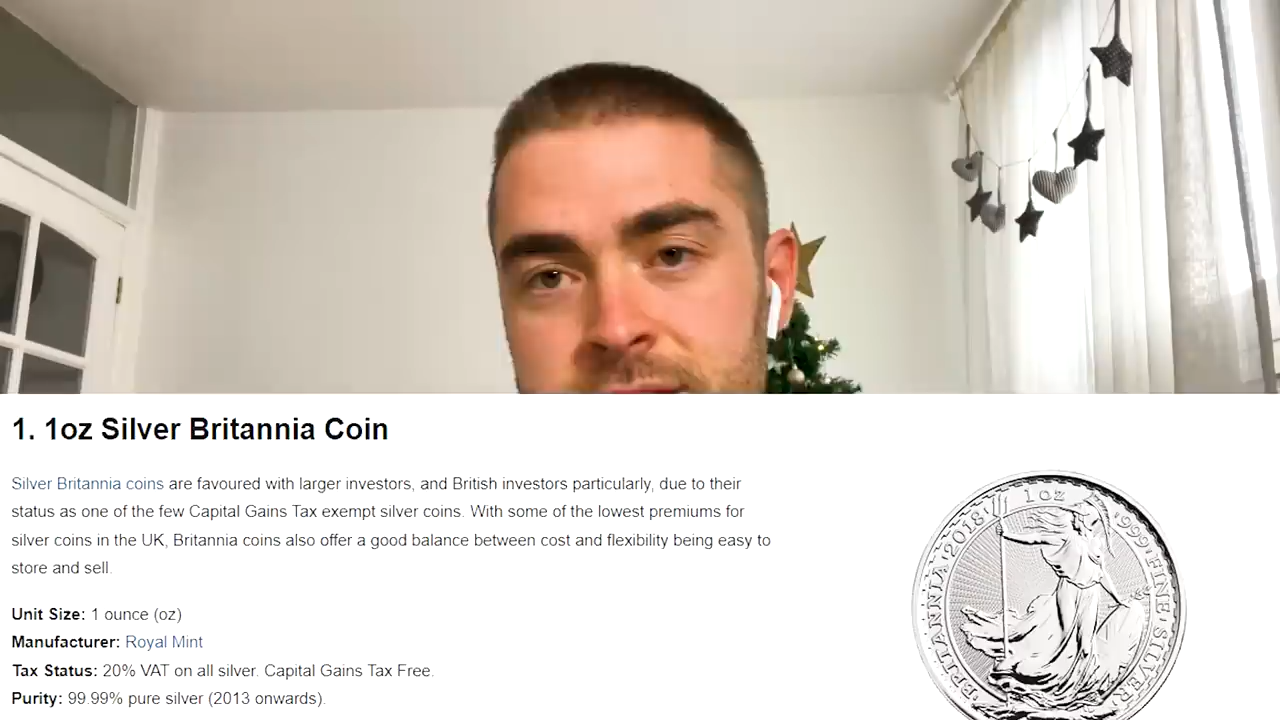 1. 1oz Silver Britannia Coin
Silver Britannia coins are favoured with larger investors, and British investors particularly, due to their
status as one of the few Capital Gains Tax exempt silver coins. With some of the lowest premiums for
silver coins in the UK, Britannia coins also offer a good balance between cost and flexibility being easy to
store and sell.
Unit Size: 1 ounce (oz)
Manufacturer: Royal Mint
Tax Status: 20% VAT on all silver. Capital Gains Tax Free.
Purity: 99.99% pure silver (2013 onwards).
BRITANNIA·2018 1oz ·999·FINE·SILVER